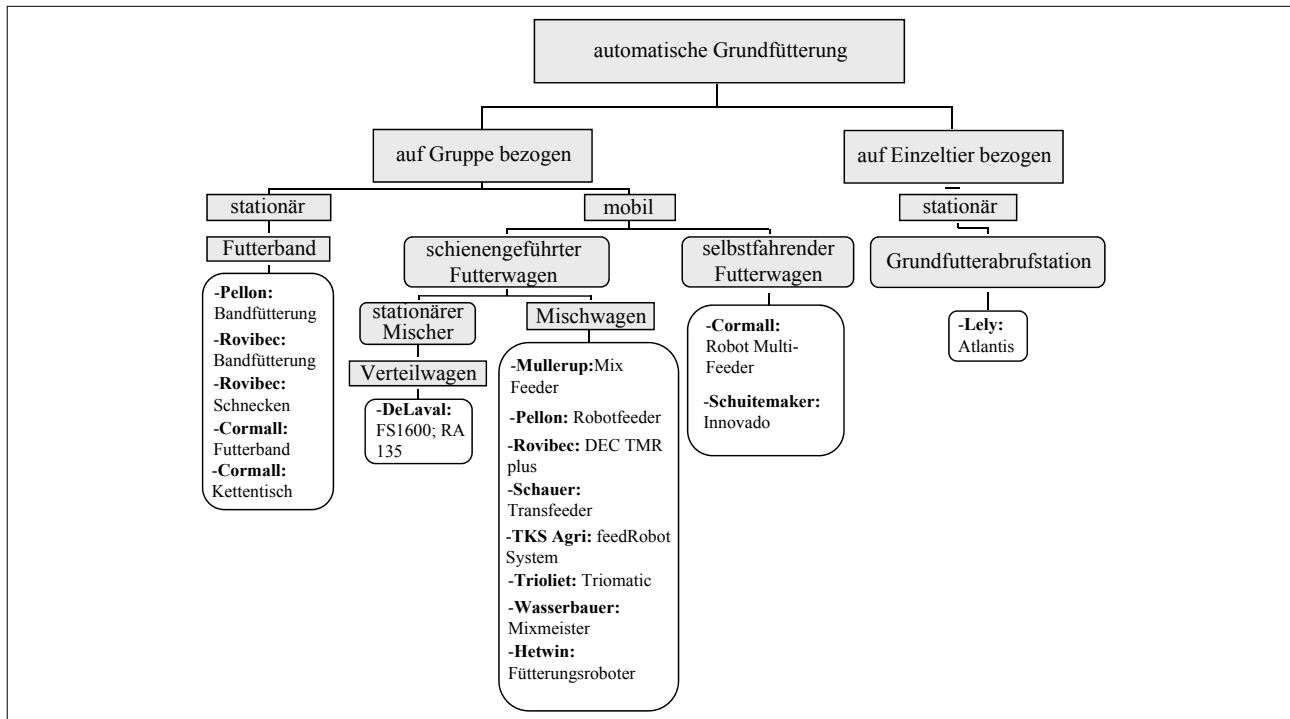 automatische Grundfütterung
auf Gruppe bezogen
auf Einzeltier bezogen
stationär
mobil
stationär
Futterband
schienengeführter
Futterwagen
selbstfahrender
Futterwagen
Grundfutterabrufstation
-Pellon:
Bandfütterung
-Rovibec:
Bandfütterung
-Rovibec:
Schnecken
-Cormall:
Futterband
-Cormall:
Kettentisch
stationärer
Mischer
Verteilwagen
-DeLaval:
FS1600; RA
135
Mischwagen
-Mullerup:Mix
Feeder
-Pellon: Robotfeeder
-Rovibec: DEC TMR
plus
-Schauer:
Transfeeder
-TKS Agri: feedRobot
System
-Trioliet: Triomatic
-Wasserbauer:
Mixmeister
-Hetwin:
Fütterungsroboter
-Cormall:
Robot Multi-
Feeder
-Schuitemaker:
Innovado
-Lely:
Atlantis